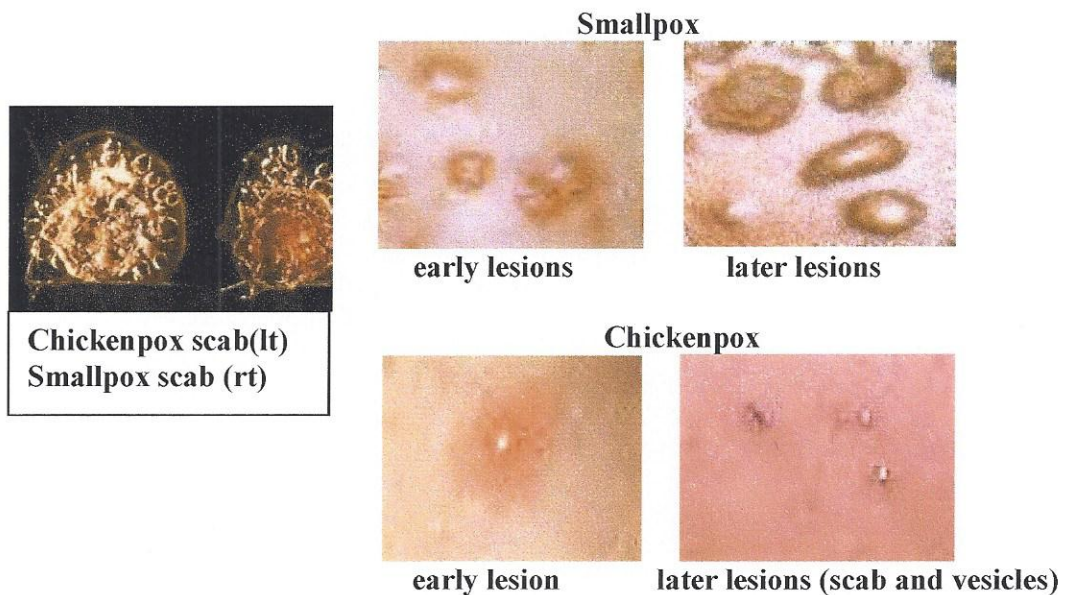 Smallpox
early lesions
later lesions
Chickenpox scab(lt)
Smallpox scab (rt)
Chickenpox
early lesion
later lesions (scab and vesicles)